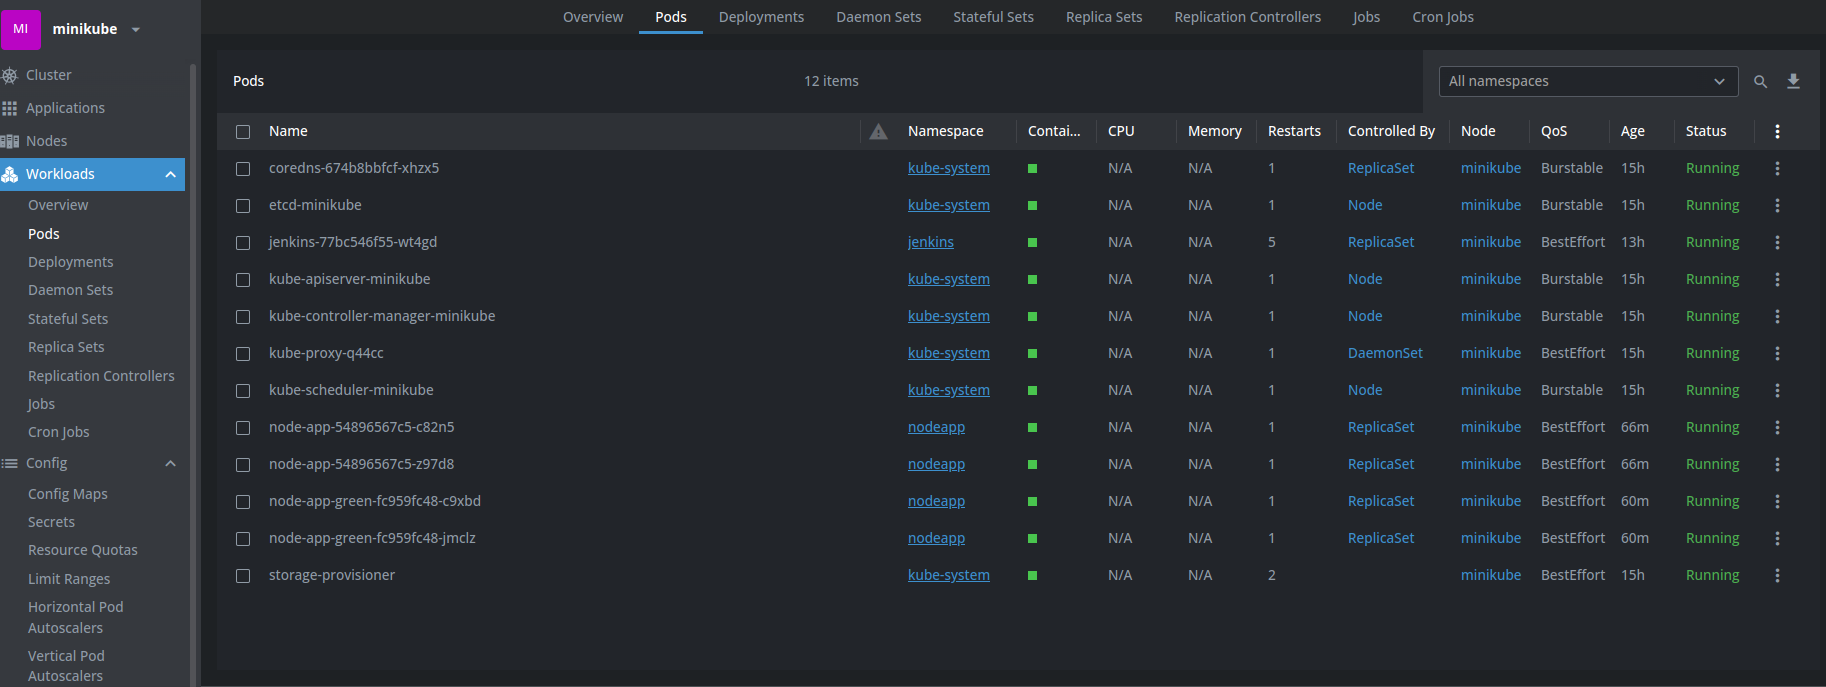 MI minikube
Overview Pods Deployments Daemon Sets Stateful Sets Replica Sets Replication Controllers Jobs Cron Jobs
Cluster
Applications
Nodes
Workloads
Overview
Pods
Deployments
Daemon Sets
Stateful Sets
Replica Sets
Replication Controllers
Jobs
Cron Jobs
Config
Config Maps
Secrets
Resource Quotas
Limit Ranges
Horizontal Pod
Autoscalers
Vertical Pod
Autoscalers
Pods 12 items All namespaces
Name Namespace Contai... CPU Memory Restarts Controlled By Node QoS Age Status
coredns-674b8bbfcf-xhzx5 kube-system N/A N/A 1 ReplicaSet minikube Burstable 15h Running
etcd-minikube kube-system N/A N/A 1 Node minikube Burstable 15h Running
jenkins-77bc546f55-wt4gd jenkins N/A N/A 5 ReplicaSet minikube BestEffort 13h Running
kube-apiserver-minikube kube-system N/A N/A 1 Node minikube Burstable 15h Running
kube-controller-manager-minikube kube-system N/A N/A 1 Node minikube Burstable 15h Running
kube-proxy-q44cc kube-system N/A N/A 1 DaemonSet minikube BestEffort 15h Running
kube-scheduler-minikube kube-system N/A N/A 1 Node minikube Burstable 15h Running
node-app-54896567c5-c82n5 nodeapp N/A N/A 1 ReplicaSet minikube BestEffort 66m Running
node-app-54896567c5-z97d8 nodeapp N/A N/A 1 ReplicaSet minikube BestEffort 66m Running
node-app-green-fc959fc48-c9xbd nodeapp N/A N/A 1 ReplicaSet minikube BestEffort 60m Running
node-app-green-fc959fc48-jmclz nodeapp N/A N/A 1 ReplicaSet minikube BestEffort 60m Running
storage-provisioner kube-system N/A N/A 2 minikube BestEffort 15h Running